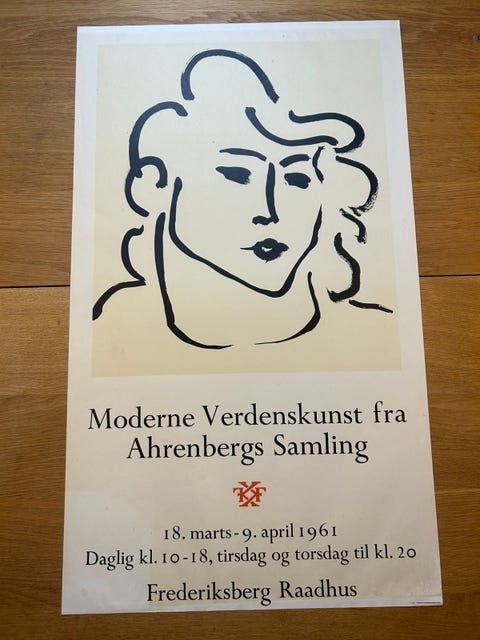 Moderne Verdenskunst fra
Ahrenbergs Samling
18. marts-9. april 1961
Daglig kl. 10-18, tirsdag og torsdag til kl. 20
Frederiksberg Raadhus